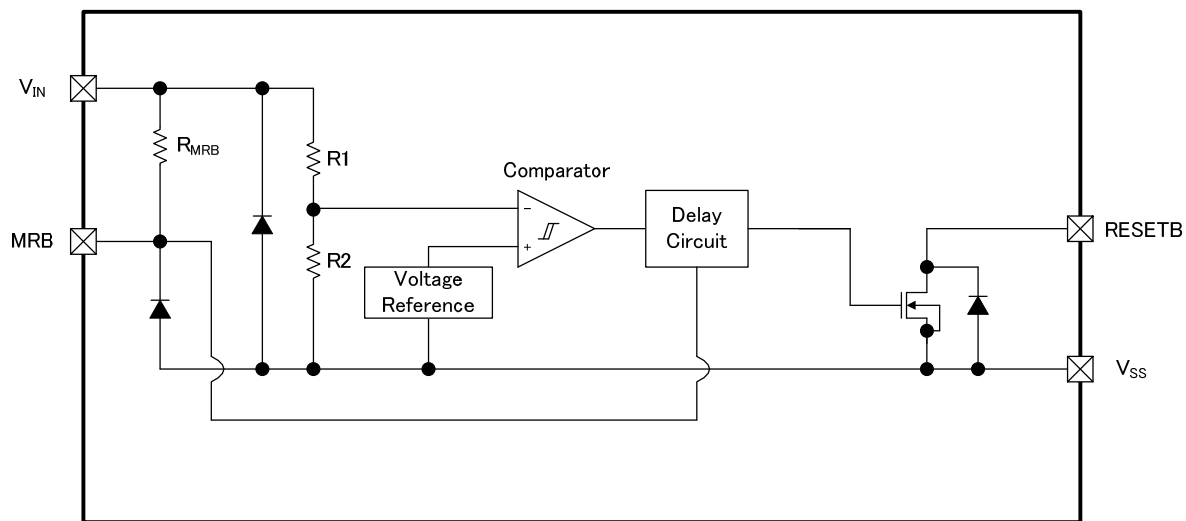 VIN
RMRB
R1
Comparator
MRB
−
Delay
Circuit
RESETB
+
R2
Voltage
Reference
VSS